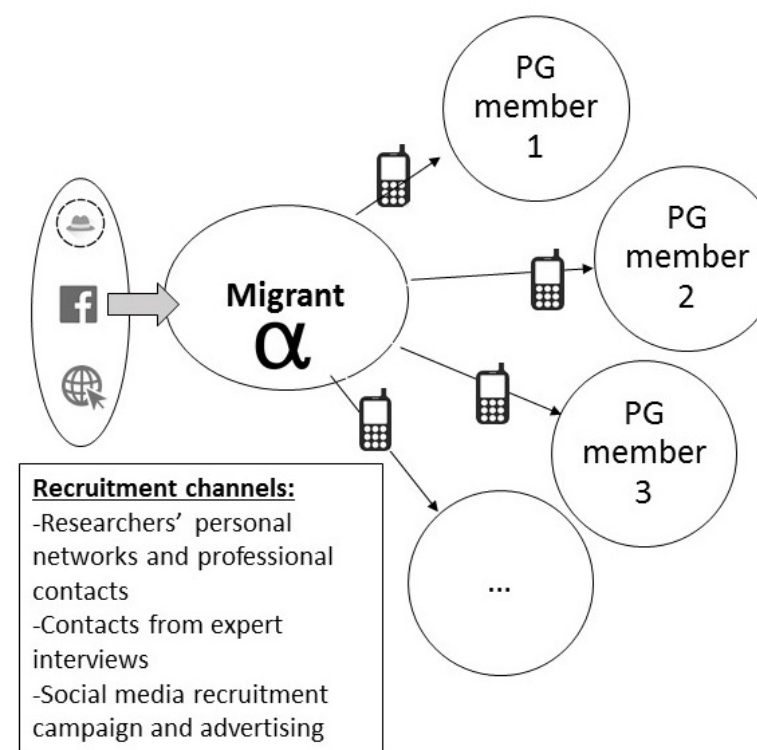 PG
member
1
PG
member
2
Migrant
α
PG
member
3
...
Recruitment channels:
-Researchers’ personal
networks and professional
contacts
-Contacts from expert
interviews
-Social media recruitment
campaign and advertising